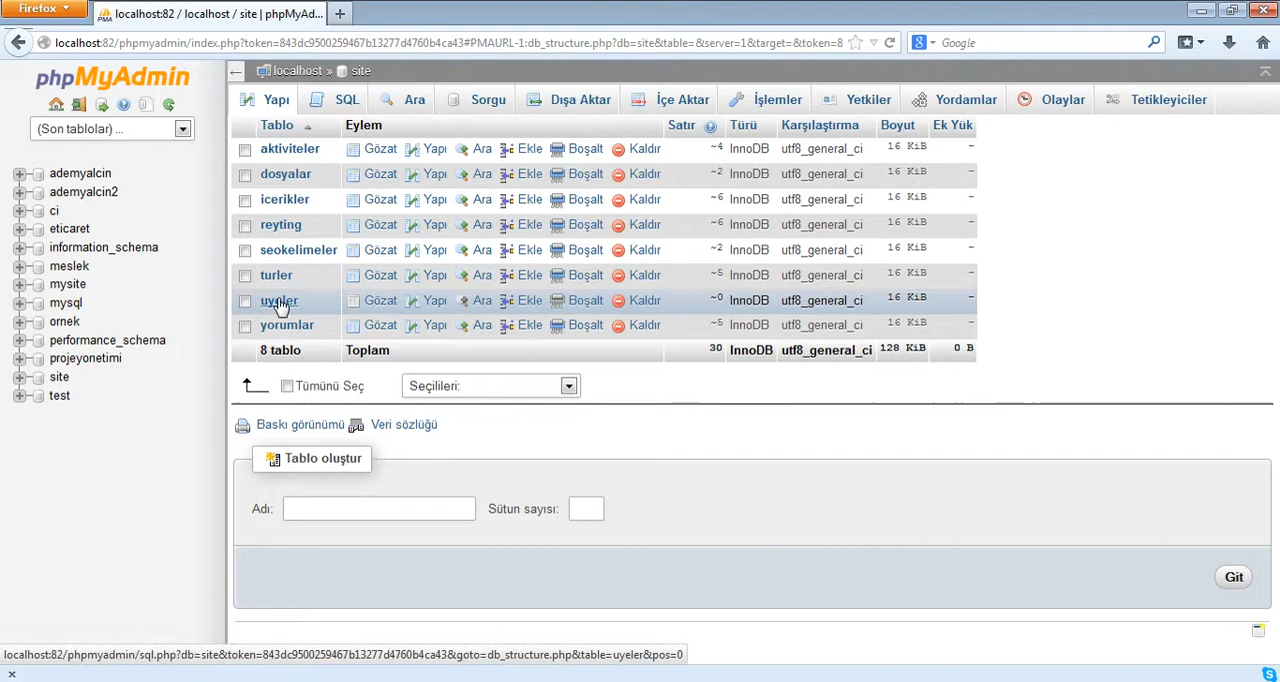 Firefox
localhost:82 / localhost / site | phpMyAd...
localhost:82/phpmyadmin/index.php?token=843dc9500259467b13277d4760b4ca43#PMAURL-1:db_structure.php?db=site&table=&server=1&target=&token=8
Google
phpMyAdmin
(Son tablolar) ...
ademyalcin
ademyalcin2
ci
eticaret
information_schema
meslek
mysite
mysql
ornek
performance_schema
projeyonetimi
site
test
localhost » site
Yapı SQL Ara Sorgu Dışa Aktar İçe Aktar İşlemler Yetkiler Yordamlar Olaylar Tetikleyiciler
Tablo Eylem Satır Türü Karşılaştırma Boyut Ek Yük
aktiviteler Gözat Yapı Ara Ekle Boşalt Kaldır ~4 InnoDB utf8_general_ci 16 KiB -
dosyalar Gözat Yapı Ara Ekle Boşalt Kaldır ~2 InnoDB utf8_general_ci 16 KiB -
icerikler Gözat Yapı Ara Ekle Boşalt Kaldır ~6 InnoDB utf8_general_ci 16 KiB -
reyting Gözat Yapı Ara Ekle Boşalt Kaldır ~6 InnoDB utf8_general_ci 16 KiB -
seokelimeler Gözat Yapı Ara Ekle Boşalt Kaldır ~2 InnoDB utf8_general_ci 16 KiB -
turler Gözat Yapı Ara Ekle Boşalt Kaldır ~5 InnoDB utf8_general_ci 16 KiB -
uyeler Gözat Yapı Ara Ekle Boşalt Kaldır ~0 InnoDB utf8_general_ci 16 KiB -
yorumlar Gözat Yapı Ara Ekle Boşalt Kaldır ~5 InnoDB utf8_general_ci 16 KiB -
8 tablo Toplam 30 InnoDB utf8_general_ci 128 KiB 0 B
Tümünü Seç Seçilileri:
Baskı görünümü Veri sözlüğü
Tablo oluştur
Adı: Sütun sayısı:
Git
localhost:82/phpmyadmin/sql.php?db=site&token=843dc9500259467b13277d4760b4ca43&goto=db_structure.php&table=uyeler&pos=0